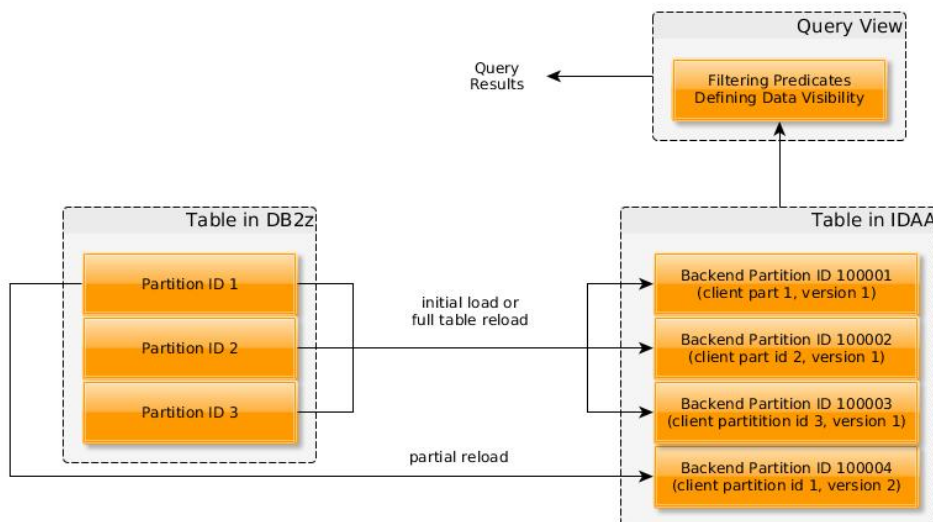 Query View
Query
Results
Filtering Predicates
Defining Data Visibility
Table in DB2z
Table in IDAA
Partition ID 1
Partition ID 2
Partition ID 3
initial load or
full table reload
partial reload
Backend Partition ID 100001
(client part 1, version 1)
Backend Partition ID 100002
(client part id 2, version 1)
Backend Partition ID 100003
(client partitition id 3, version 1)
Backend Partition ID 100004
(client partition id 1, version 2)